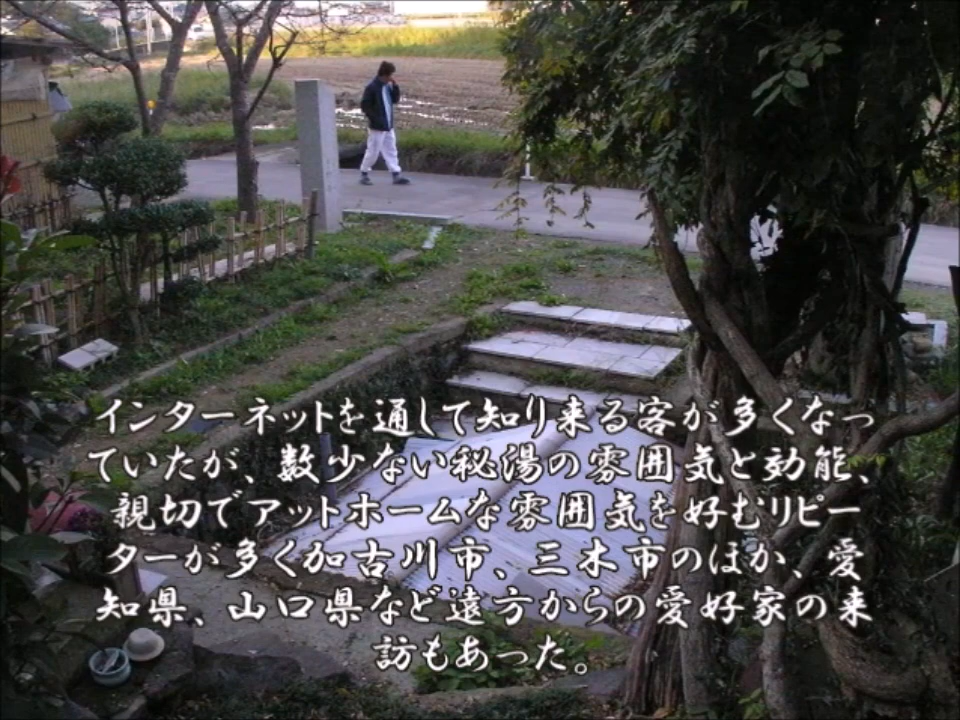 インターネットを通して知り来る客が多くなっ
ていたが、数少ない秘湯の雰囲気と効能、
親切でアットホームな雰囲気を好むリピー
ターが多く加古川市、三木市のほか、愛
知県、山口県など遠方からの愛好家の来
訪もあった。